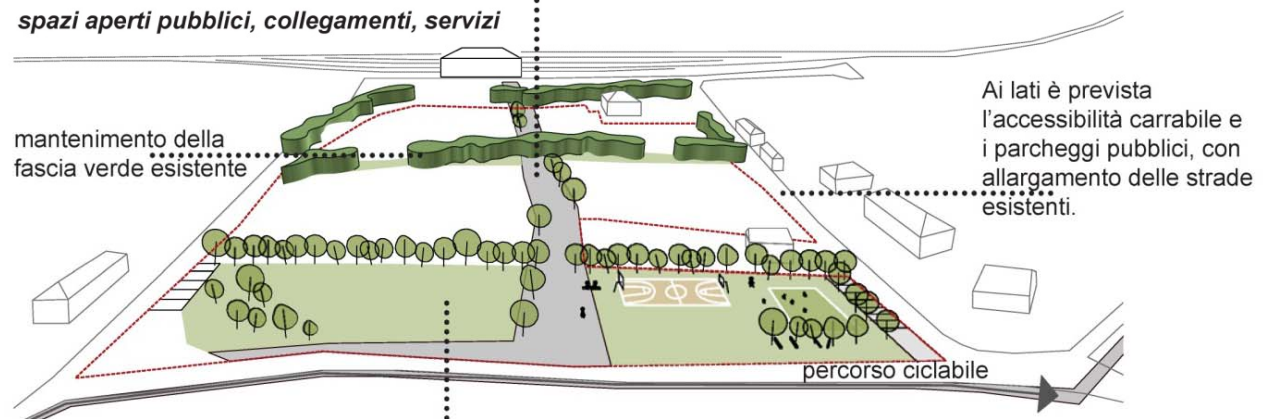 spazi aperti pubblici, collegamenti, servizi
mantenimento della
fascia verde esistente
Ai lati è prevista
l'accessibilità carrabile e
i parcheggi pubblici, con
allargamento delle strade
esistenti.
percorso ciclabile